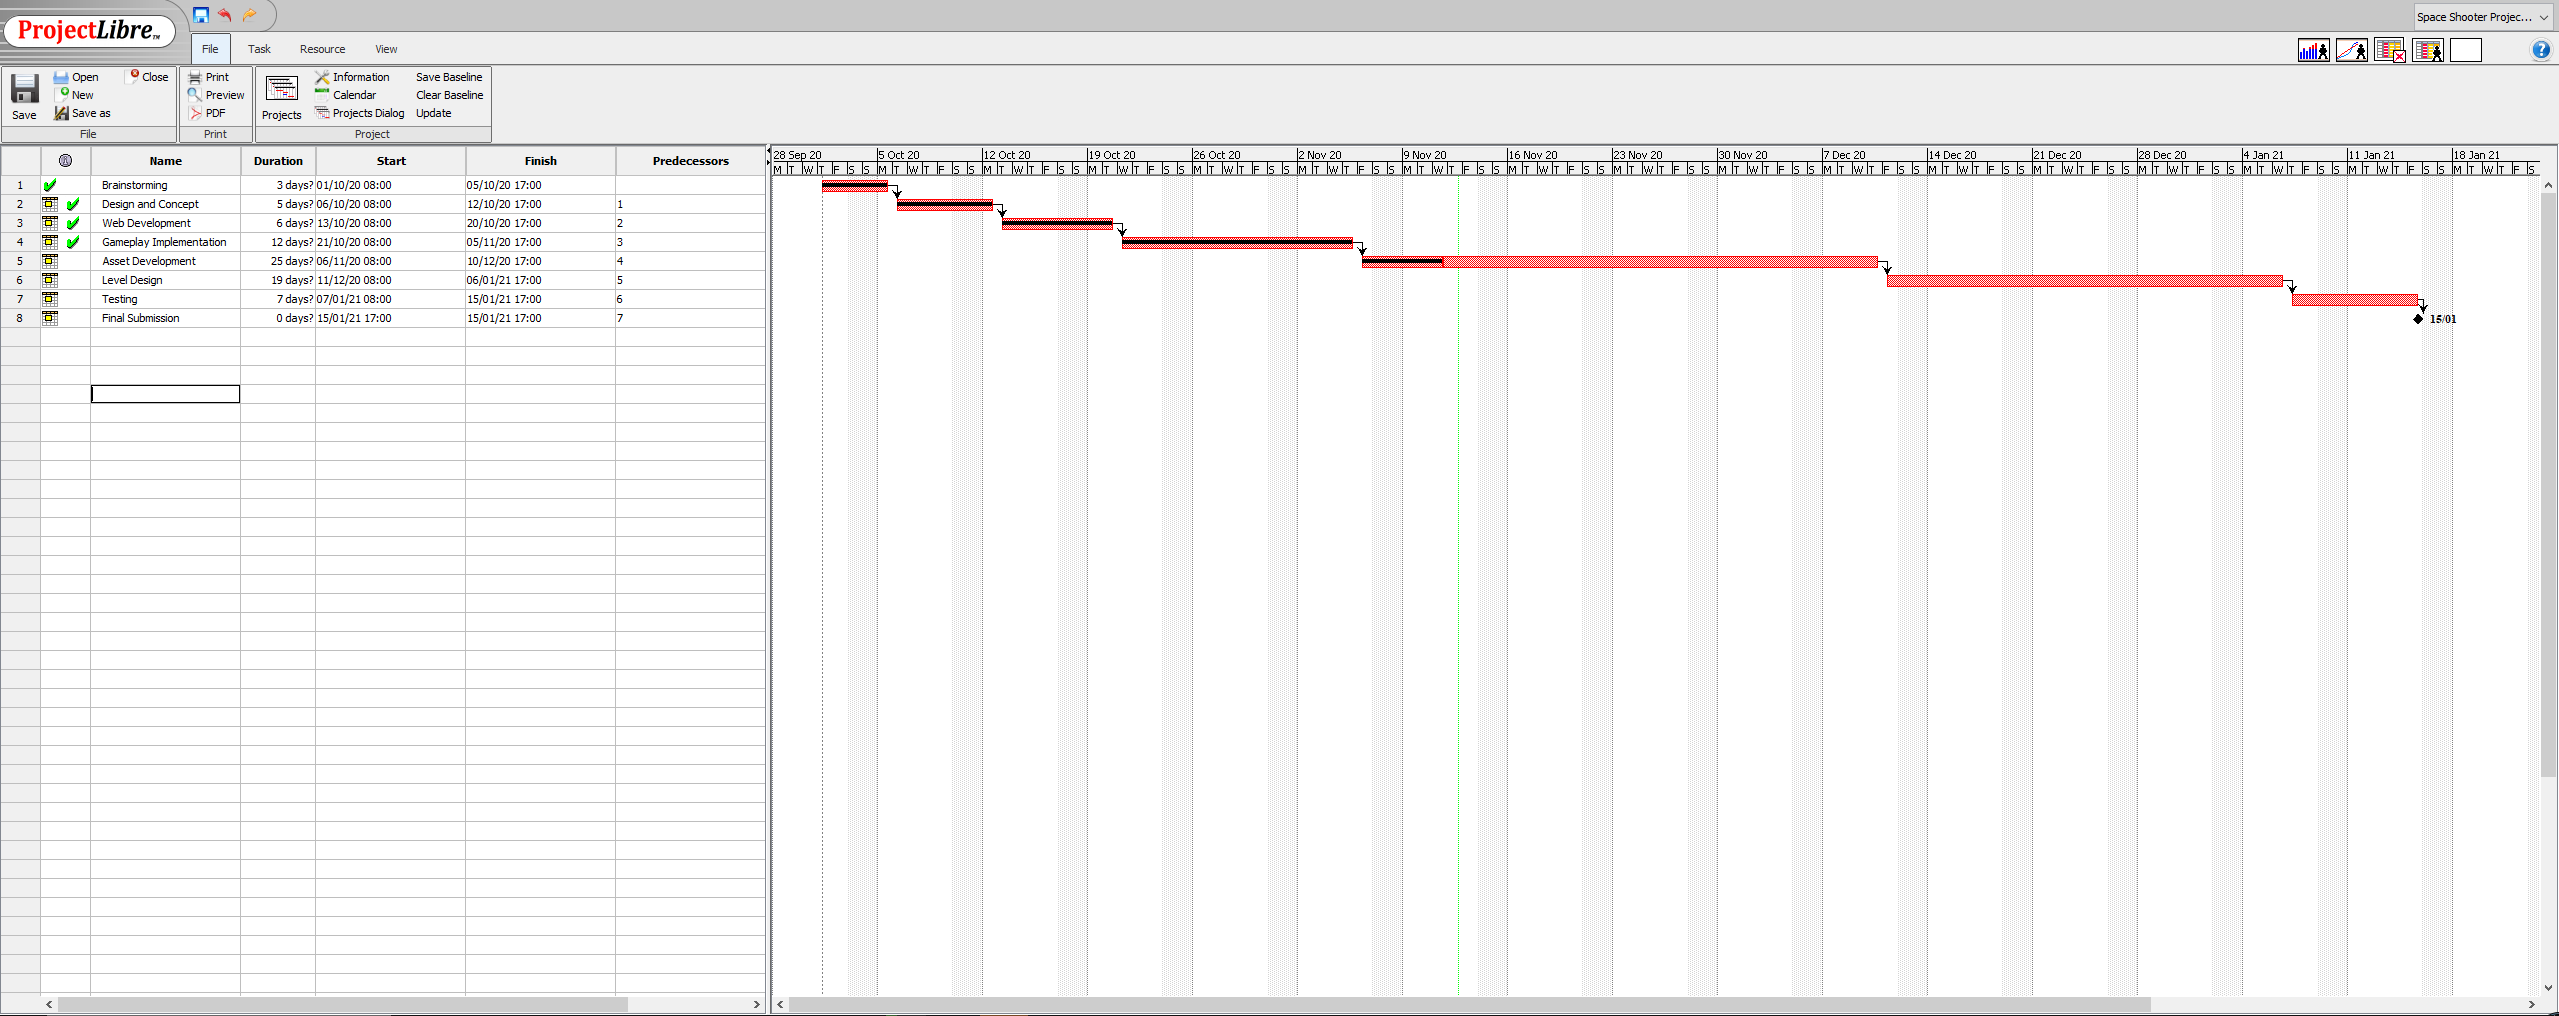 ProjectLibre™
Space Shooter Projec...
File Task Resource View
Save Open New Save as Close
File
Print Preview PDF
Print
Projects Information Calendar Projects Dialog Save Baseline Clear Baseline Update
Project
Name Duration Start Finish Predecessors
1 Brainstorming 3 days? 01/10/20 08:00 05/10/20 17:00
2 Design and Concept 5 days? 06/10/20 08:00 12/10/20 17:00 1
3 Web Development 6 days? 13/10/20 08:00 20/10/20 17:00 2
4 Gameplay Implementation 12 days? 21/10/20 08:00 05/11/20 17:00 3
5 Asset Development 25 days? 06/11/20 08:00 10/12/20 17:00 4
6 Level Design 19 days? 11/12/20 08:00 06/01/21 17:00 5
7 Testing 7 days? 07/01/21 08:00 15/01/21 17:00 6
8 Final Submission 0 days? 15/01/21 17:00 15/01/21 17:00 7
28 Sep 20 5 Oct 20 12 Oct 20 19 Oct 20 26 Oct 20 2 Nov 20 9 Nov 20 16 Nov 20 23 Nov 20 30 Nov 20 7 Dec 20 14 Dec 20 21 Dec 20 28 Dec 20 4 Jan 21 11 Jan 21 18 Jan 21
M T W T F S S M T W T F S S M T W T F S S M T W T F S S M T W T F S S M T W T F S S M T W T F S S M T W T F S S M T W T F S S M T W T F S S M T W T F S S M T W T F S S M T W T F S S M T W T F S S M T W T F S S M T W T F S S M T W T F S
15/01